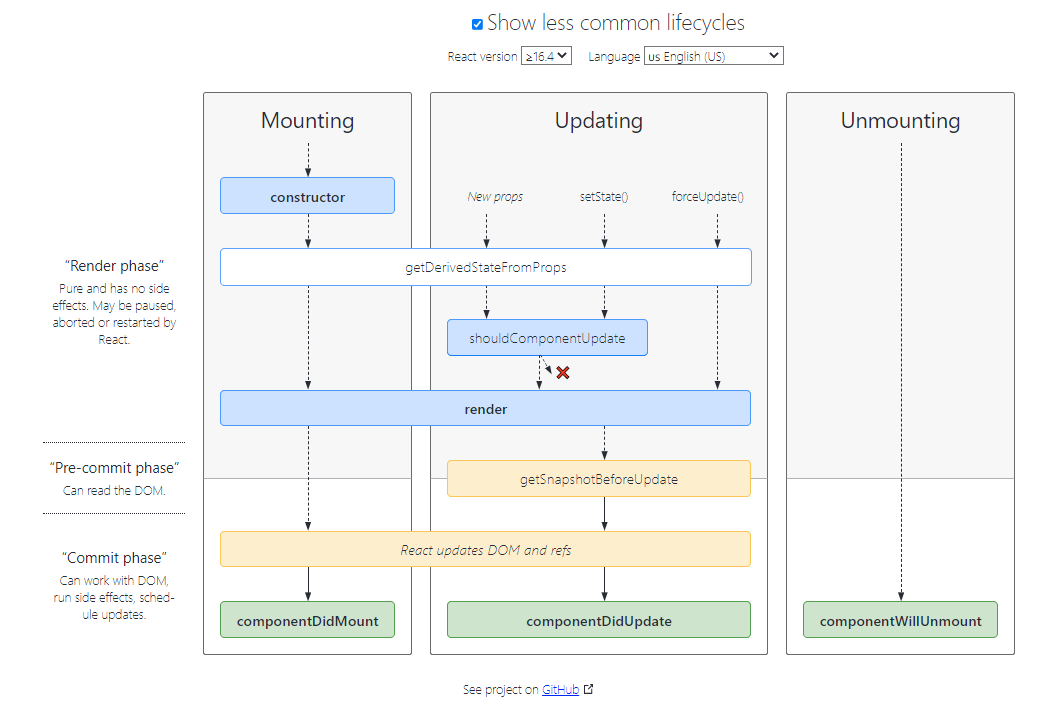 Show less common lifecycles
React version ≥16.4 Language us English (US)
Mounting
Updating
Unmounting
constructor
New props
setState()
forceUpdate()
getDerivedStateFromProps
“Render phase”
Pure and has no side
effects. May be paused,
aborted or restarted by
React.
shouldComponentUpdate
render
“Pre-commit phase”
Can read the DOM.
getSnapshotBeforeUpdate
React updates DOM and refs
“Commit phase”
Can work with DOM,
run side effects, sched-
ule updates.
componentDidMount
componentDidUpdate
componentWillUnmount
See project on GitHub